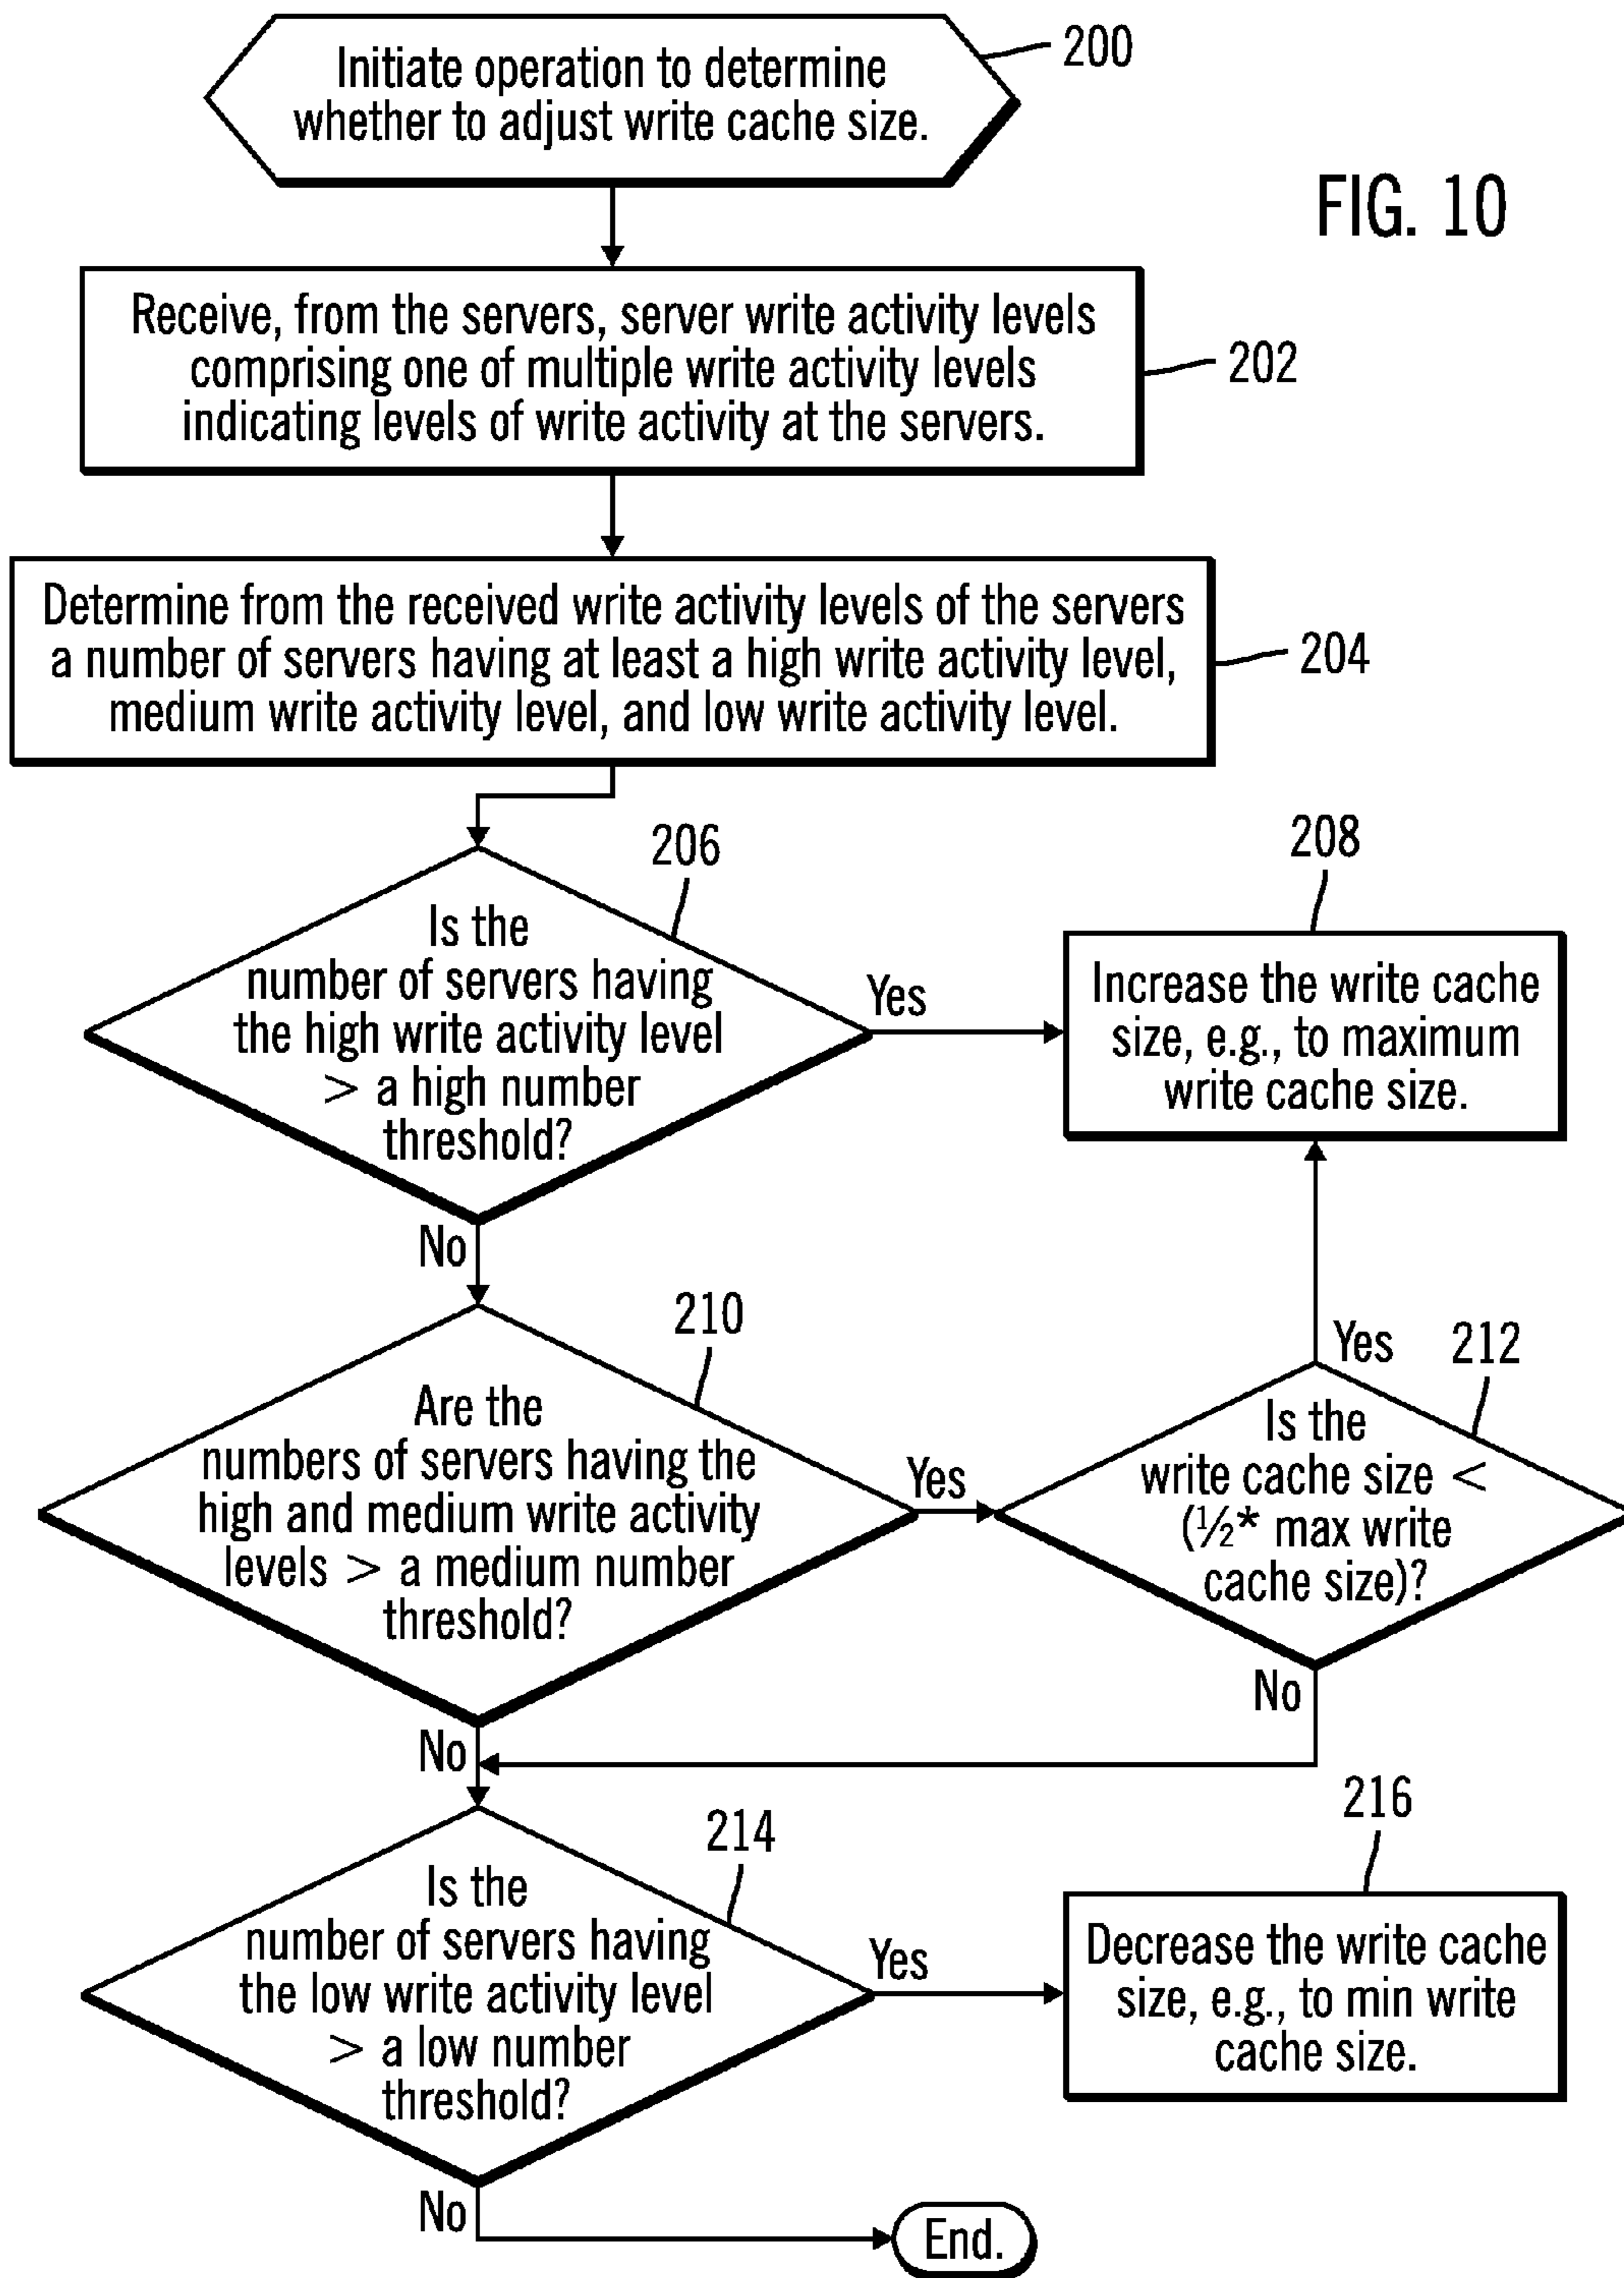 Initiate operation to determine
whether to adjust write cache size.
200
FIG. 10
Receive, from the servers, server write activity levels
comprising one of multiple write activity levels
indicating levels of write activity at the servers.
202
Determine from the received write activity levels of the servers
a number of servers having at least a high write activity level,
medium write activity level, and low write activity level.
204
206
Is the
number of servers having
the high write activity level
> a high number
threshold?
Yes
No
208
Increase the write cache
size, e.g., to maximum
write cache size.
210
Are the
numbers of servers having the
high and medium write activity
levels > a medium number
threshold?
Yes
No
212
Yes
Is the
write cache size <
(½* max write
cache size)?
No
214
Is the
number of servers having
the low write activity level
> a low number
threshold?
Yes
No
216
Decrease the write cache
size, e.g., to min write
cache size.
End.